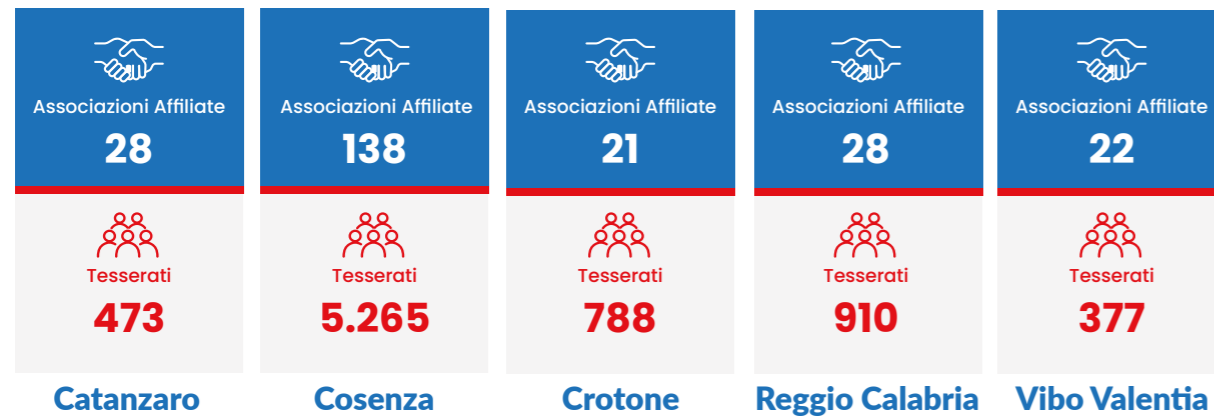 Associazioni Affiliate
28
Tesserati
473
Catanzaro
Associazioni Affiliate
138
Tesserati
5.265
Cosenza
Associazioni Affiliate
21
Tesserati
788
Crotone
Associazioni Affiliate
28
Tesserati
910
Reggio Calabria
Associazioni Affiliate
22
Tesserati
377
Vibo Valentia